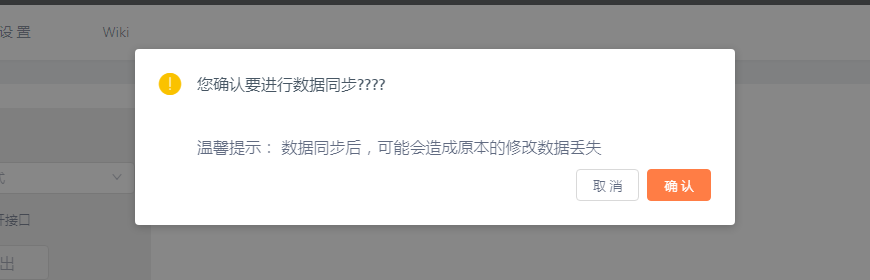 设置 Wiki
! 您确认要进行数据同步????
温馨提示： 数据同步后，可能会造成原本的修改数据丢失
取消 确认
式
开接口
出